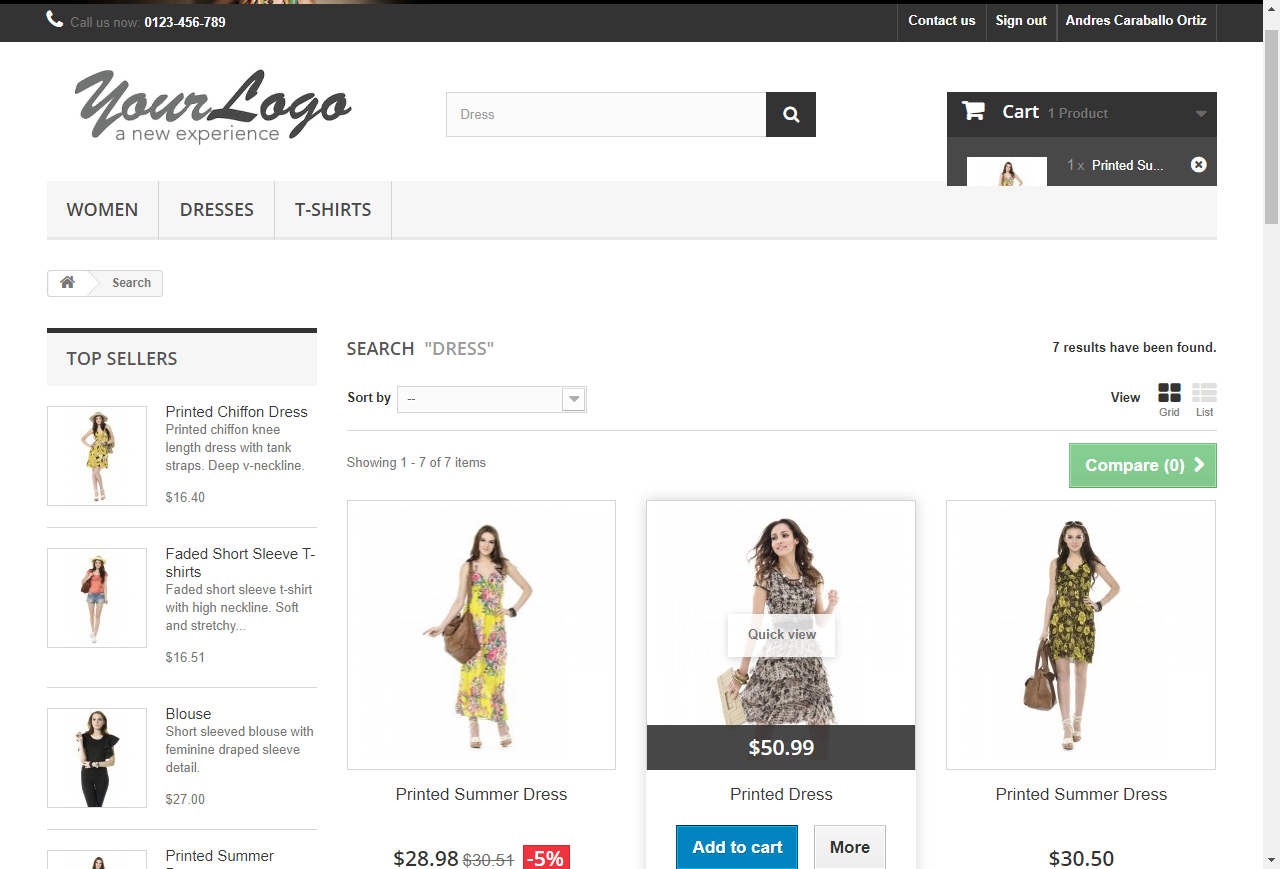 Call us now: 0123-456-789
Contact us
Sign out
Andres Caraballo Ortiz
YourLogo
a new experience
Dress
Cart 1 Product
1 x Printed Su...
WOMEN
DRESSES
T-SHIRTS
Search
TOP SELLERS
Printed Chiffon Dress
Printed chiffon knee
length dress with tank
straps. Deep v-neckline.
$16.40
Faded Short Sleeve T-
shirts
Faded short sleeve t-shirt
with high neckline. Soft
and stretchy...
$16.51
Blouse
Short sleeved blouse with
feminine draped sleeve
detail.
$27.00
Printed Summer
SEARCH "DRESS"
7 results have been found.
Sort by --
View
Grid
List
Showing 1 - 7 of 7 items
Compare (0)
Printed Summer Dress
$28.98 $30.51 -5%
Quick view
$50.99
Printed Dress
Add to cart
More
Printed Summer Dress
$30.50